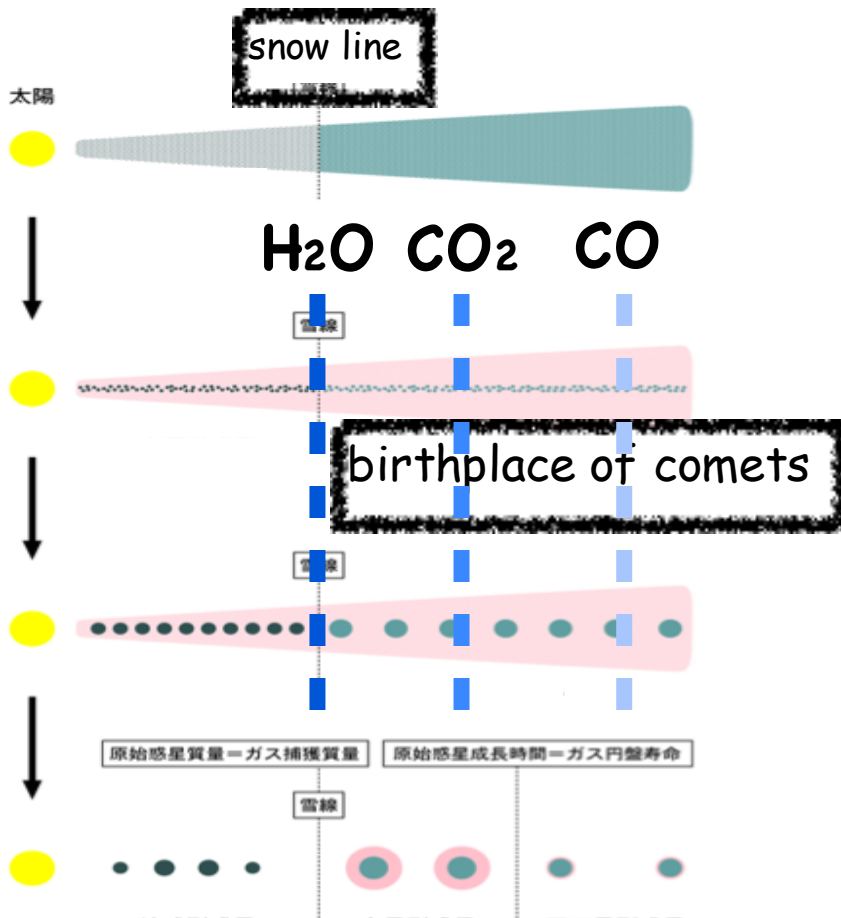 snow line
太陽
H₂O CO₂ CO
雪線
birthplace of comets
雪線
原始惑星質量=ガス捕獲質量 原始惑星成長時間=ガス円盤寿命
雪線